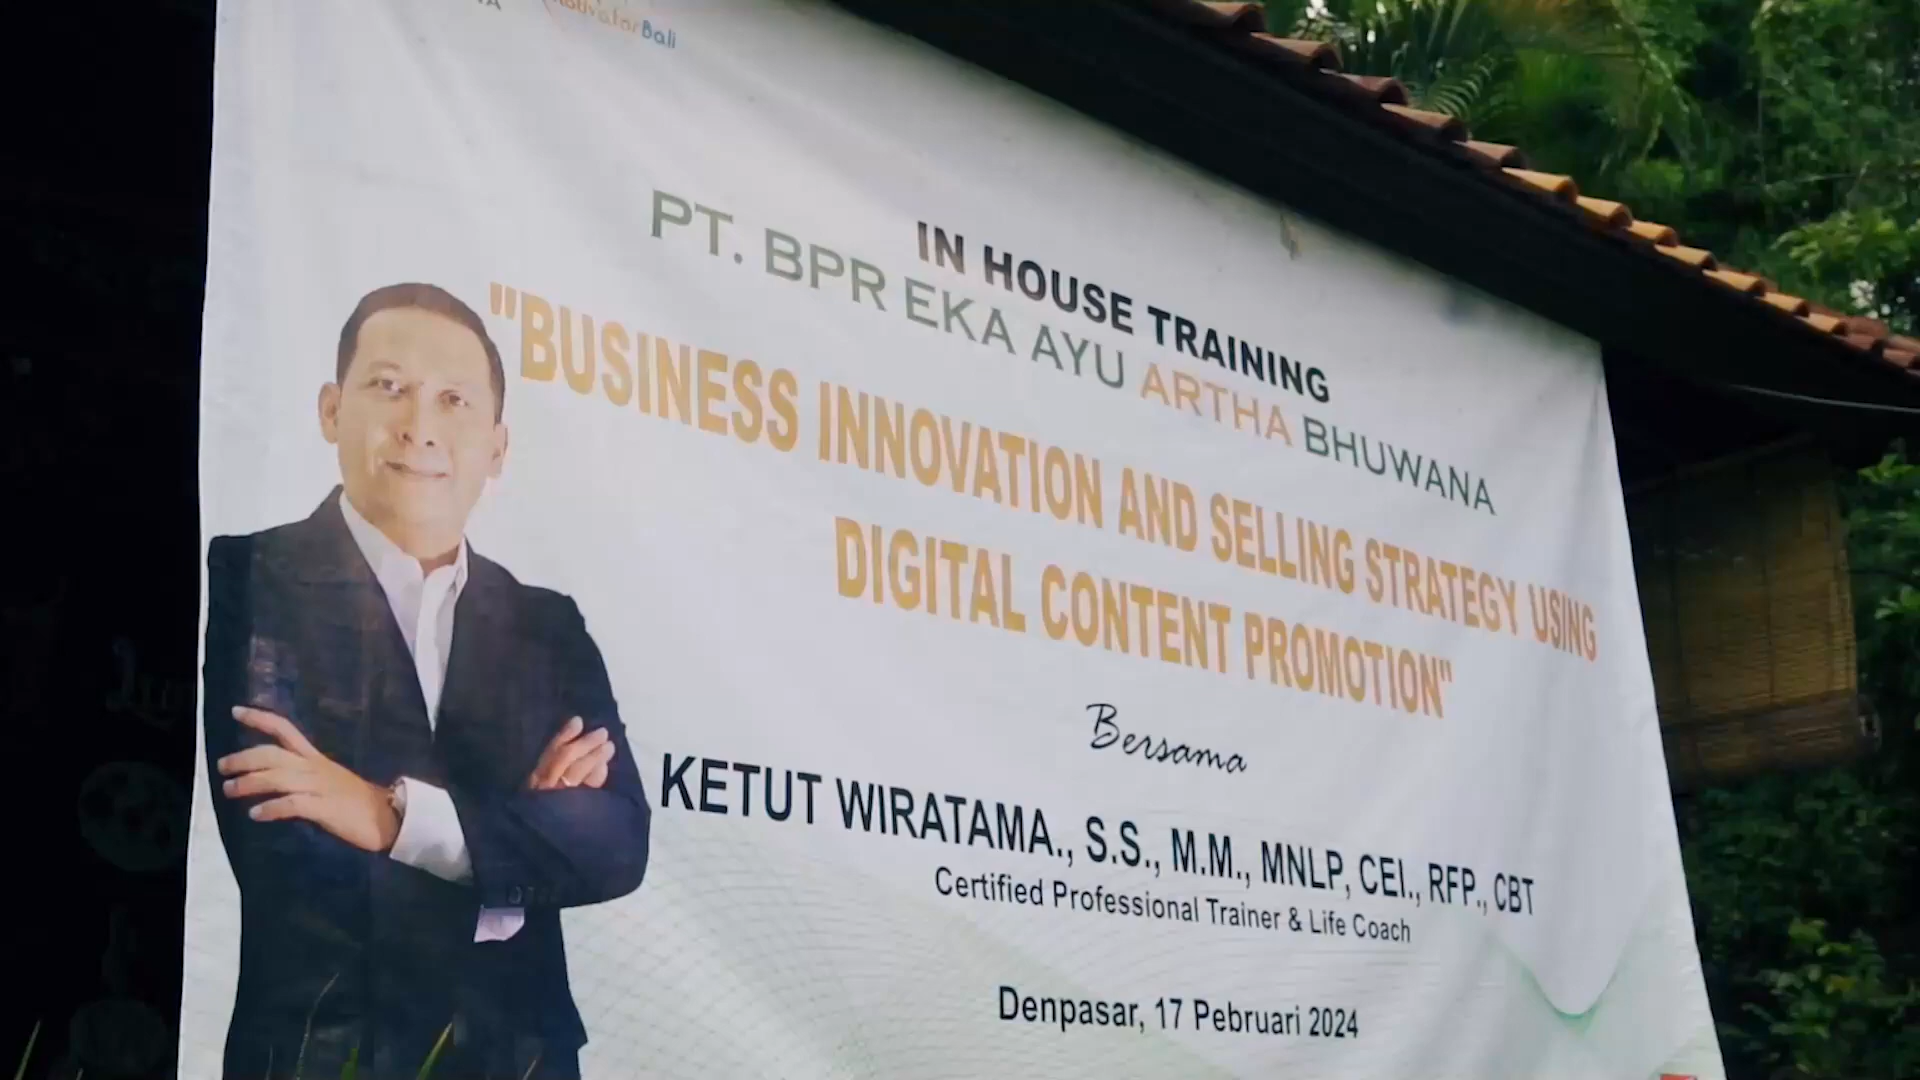 MotivatorBali
IN HOUSE TRAINING
PT. BPR EKA AYU ARTHA BHUWANA
"BUSINESS INNOVATION AND SELLING STRATEGY USING
DIGITAL CONTENT PROMOTION"
Bersama
KETUT WIRATAMA., S.S., M.M., MNLP, CEI., RFP., CBT
Certified Professional Trainer & Life Coach
Denpasar, 17 Pebruari 2024